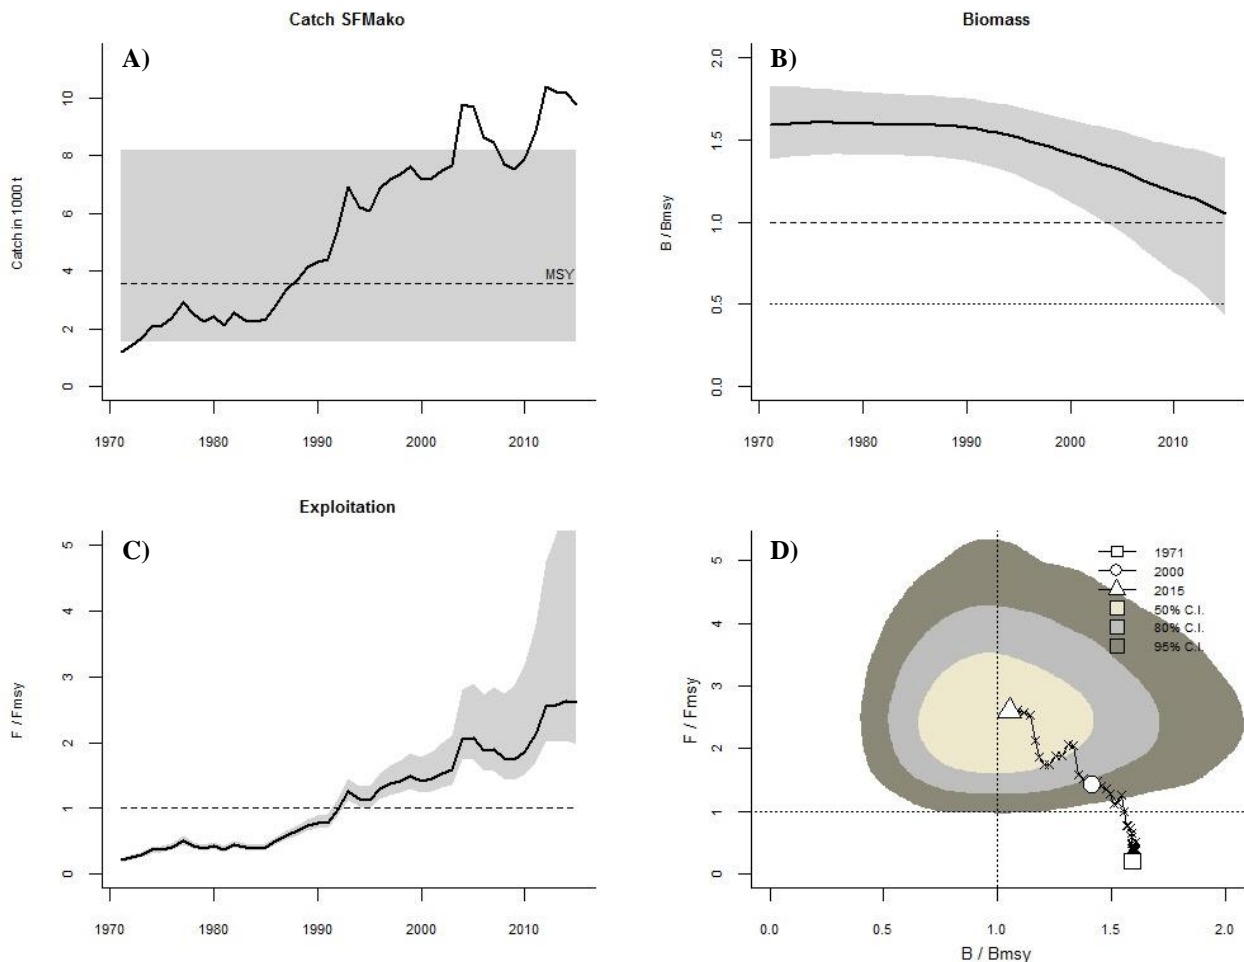 Catch SFMako
A)
Catch in 1000 t
10
8
6
4
2
0
MSY
1970 1980 1990 2000 2010
Biomass
B)
B / Bmsy
2.0
1.5
1.0
0.5
0.0
1970 1980 1990 2000 2010
Exploitation
C)
F / Fmsy
5
4
3
2
1
0
1970 1980 1990 2000 2010
D)
F / Fmsy
5
4
3
2
1
0
1971
2000
2015
50% C.I.
80% C.I.
95% C.I.
0.0 0.5 1.0 1.5 2.0
B / Bmsy